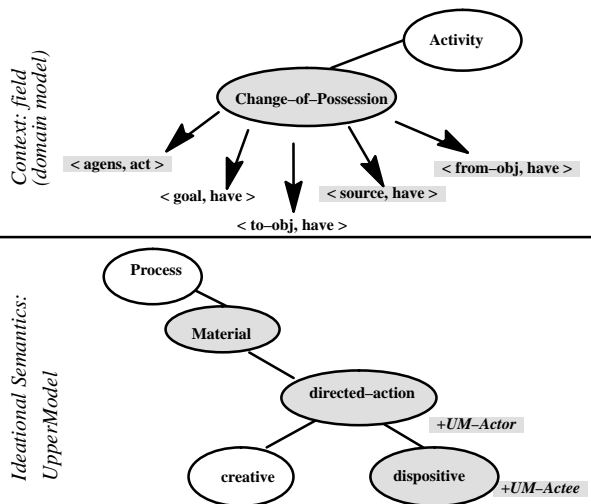 Context: field
(domain model)
Activity
Change–of–Possession
< agens, act >
< goal, have >
< to–obj, have >
< source, have >
< from–obj, have >
Ideational Semantics:
UpperModel
Process
Material
directed–action
+UM–Actor
creative
dispositive
+UM–Actee